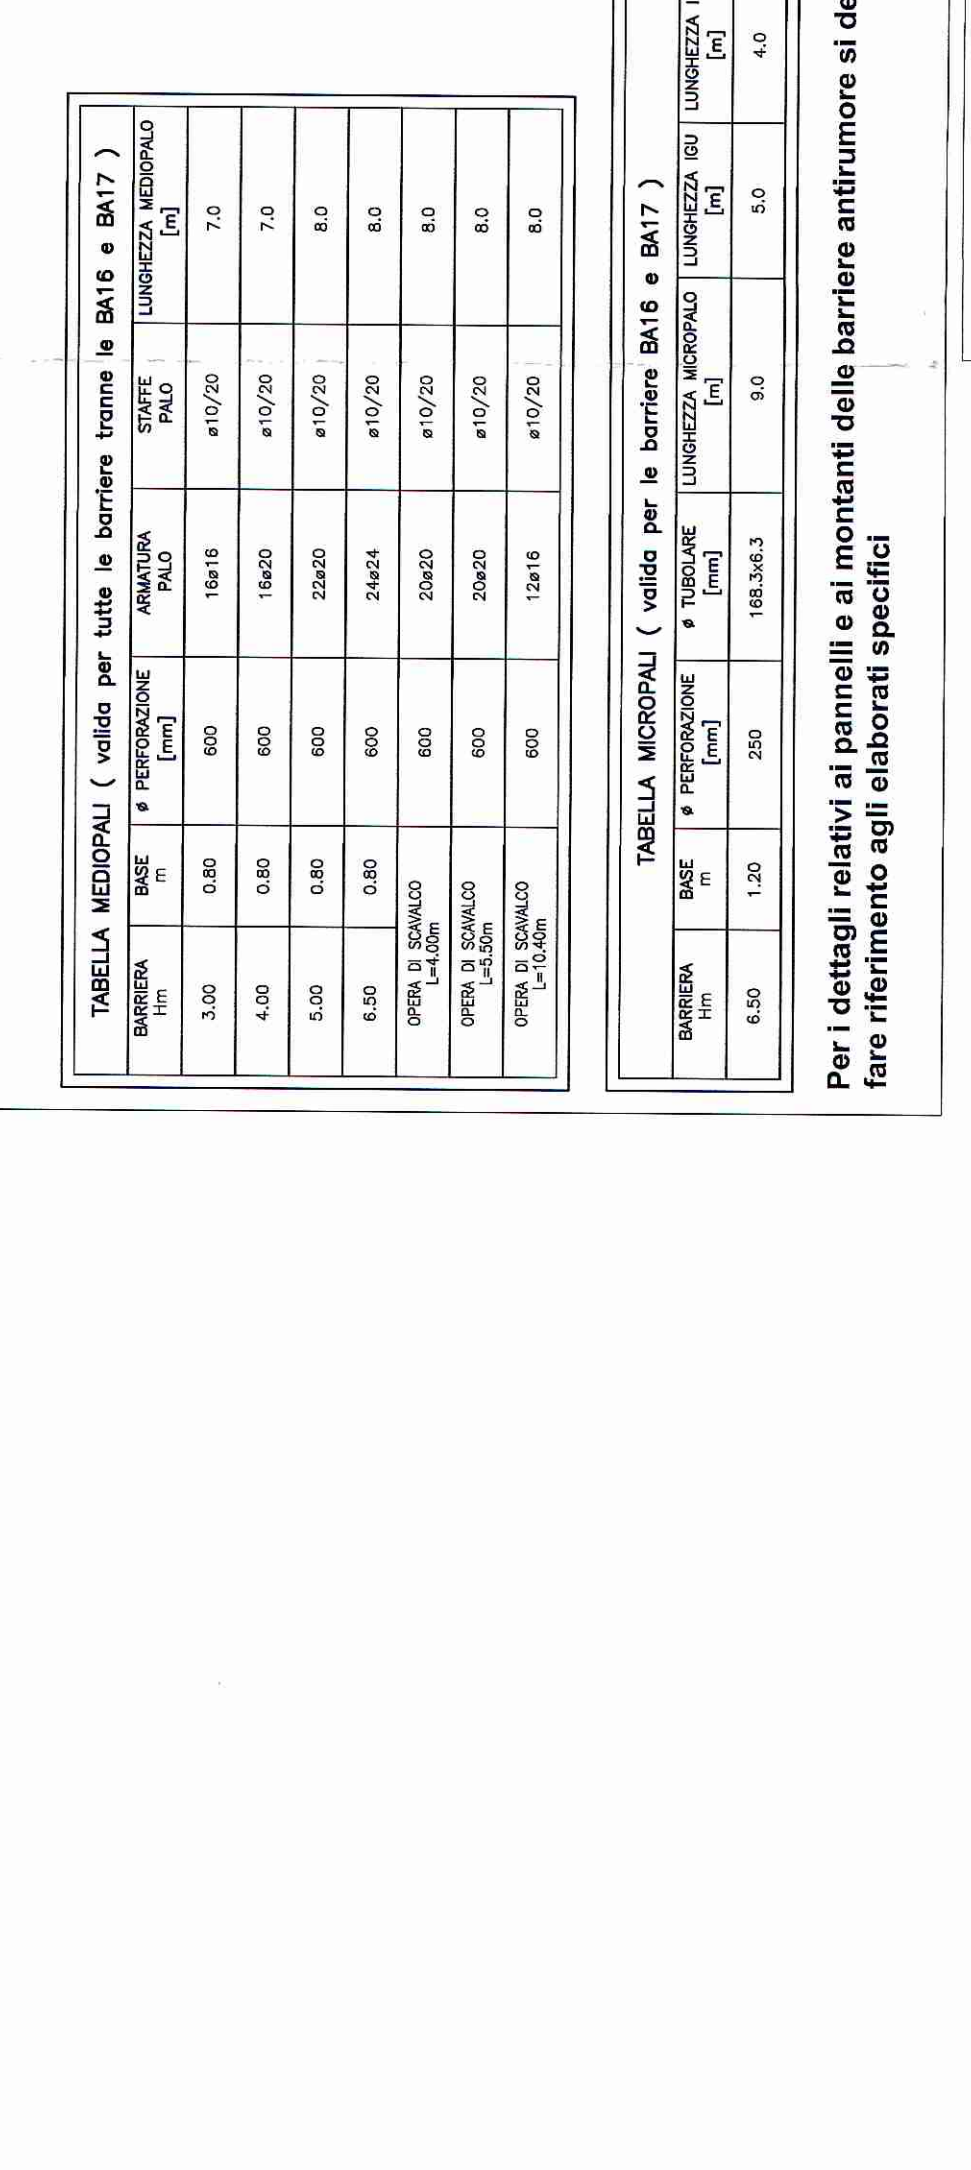 TABELLA MEDIOPALI ( valida per tutte le barriere tranne le BA16 e BA17 )
BARRIERA Hm BASE m ø PERFORAZIONE [mm] ARMATURA PALO STAFFE PALO LUNGHEZZA MEDIOPALO [m]
3.00 0.80 600 16ø16 ø10/20 7.0
4.00 0.80 600 16ø20 ø10/20 7.0
5.00 0.80 600 22ø20 ø10/20 8.0
6.50 0.80 600 24ø24 ø10/20 8.0
OPERA DI SCAVALCO L=4.00m 600 20ø20 ø10/20 8.0
OPERA DI SCAVALCO L=5.50m 600 20ø20 ø10/20 8.0
OPERA DI SCAVALCO L=10.40m 600 12ø16 ø10/20 8.0
TABELLA MICROPALI ( valida per le barriere BA16 e BA17 )
BARRIERA Hm BASE m ø PERFORAZIONE [mm] ø TUBOLARE [mm] LUNGHEZZA MICROPALO [m] LUNGHEZZA IGU [m] LUNGHEZZA [m]
6.50 1.20 250 168.3x6.3 9.0 5.0 4.0
Per i dettagli relativi ai pannelli e ai montanti delle barriere antirumore si de
fare riferimento agli elaborati specifici